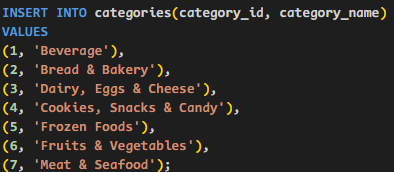 INSERT INTO categories(category_id, category_name)
VALUES
(1, 'Beverage'),
(2, 'Bread & Bakery'),
(3, 'Dairy, Eggs & Cheese'),
(4, 'Cookies, Snacks & Candy'),
(5, 'Frozen Foods'),
(6, 'Fruits & Vegetables'),
(7, 'Meat & Seafood');